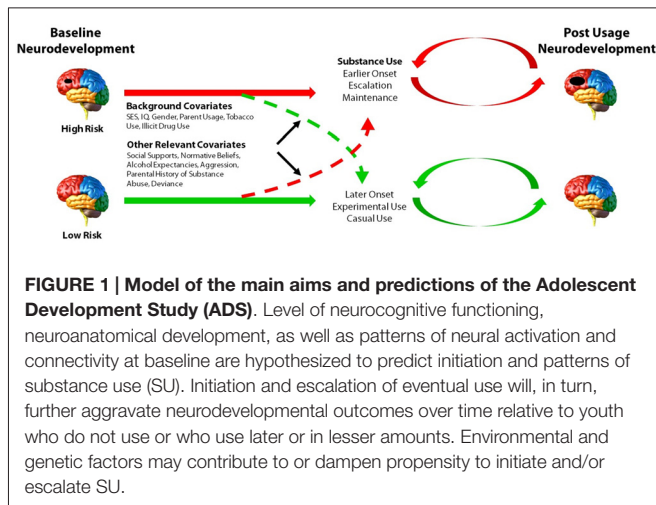 Baseline
Neurodevelopment
High Risk
Low Risk
Background Covariates
SES, IQ, Gender, Parent Usage, Tobacco
Use, Illicit Drug Use
Other Relevant Covariates
Social Supports, Normative Beliefs,
Alcohol Expectancies, Aggression,
Parental History of Substance
Abuse, Deviance
Substance Use
Earlier Onset
Escalation
Maintenance
Later Onset
Experimental Use
Casual Use
Post Usage
Neurodevelopment
FIGURE 1 | Model of the main aims and predictions of the Adolescent
Development Study (ADS). Level of neurocognitive functioning,
neuroanatomical development, as well as patterns of neural activation and
connectivity at baseline are hypothesized to predict initiation and patterns of
substance use (SU). Initiation and escalation of eventual use will, in turn,
further aggravate neurodevelopmental outcomes over time relative to youth
who do not use or who use later or in lesser amounts. Environmental and
genetic factors may contribute to or dampen propensity to initiate and/or
escalate SU.